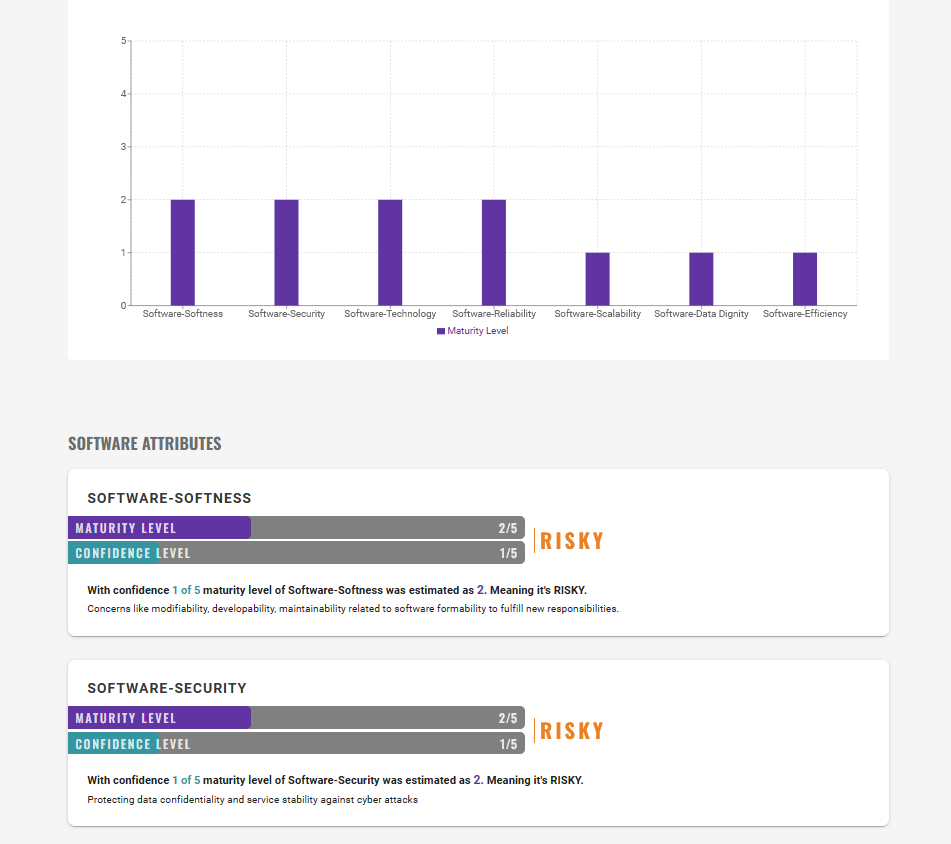 5
4
3
2
1
0
Software-Softness Software-Security Software-Technology Software-Reliability Software-Scalability Software-Data Dignity Software-Efficiency
Maturity Level
SOFTWARE ATTRIBUTES
SOFTWARE-SOFTNESS
MATURITY LEVEL 2/5
CONFIDENCE LEVEL 1/5
RISKY
With confidence 1 of 5 maturity level of Software-Softness was estimated as 2. Meaning it's RISKY.
Concerns like modifiability, developability, maintainability related to software formability to fulfill new responsibilities.
SOFTWARE-SECURITY
MATURITY LEVEL 2/5
CONFIDENCE LEVEL 1/5
RISKY
With confidence 1 of 5 maturity level of Software-Security was estimated as 2. Meaning it's RISKY.
Protecting data confidentiality and service stability against cyber attacks